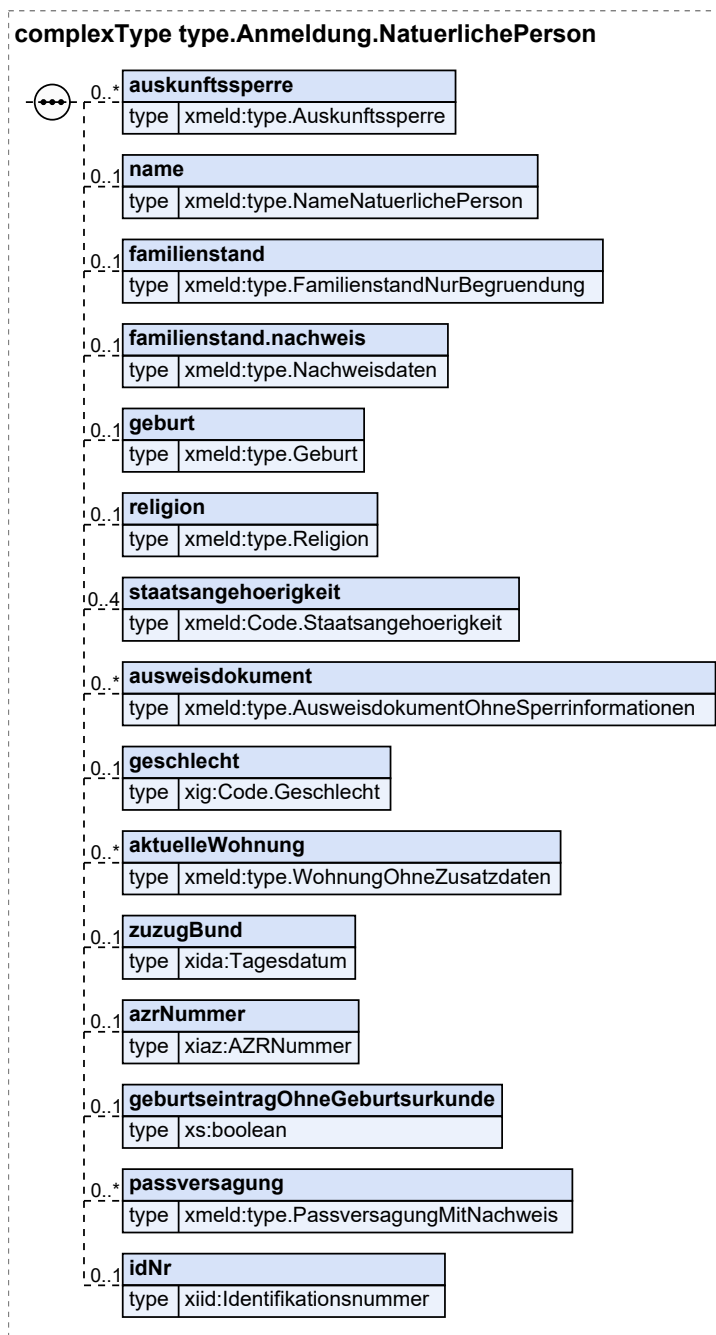 complexType type.Anmeldung.NatuerlichePerson
0..* auskunftssperre
type xmeld:type.Auskunftssperre
0..1 name
type xmeld:type.NameNatuerlichePerson
0..1 familienstand
type xmeld:type.FamilienstandNurBegruendung
0..1 familienstand.nachweis
type xmeld:type.Nachweisdaten
0..1 geburt
type xmeld:type.Geburt
0..1 religion
type xmeld:type.Religion
0..4 staatsangehoerigkeit
type xmeld:Code.Staatsangehoerigkeit
0..* ausweisdokument
type xmeld:type.AusweisdokumentOhneSperrinformationen
0..1 geschlecht
type xig:Code.Geschlecht
0..* aktuelleWohnung
type xmeld:type.WohnungOhneZusatzdaten
0..1 zuzugBund
type xida:Tagesdatum
0..1 azrNummer
type xiaz:AZRNummer
0..1 geburtseintragOhneGeburtsurkunde
type xs:boolean
0..* passversagung
type xmeld:type.PassversagungMitNachweis
0..1 idNr
type xiid:Identifikationsnummer